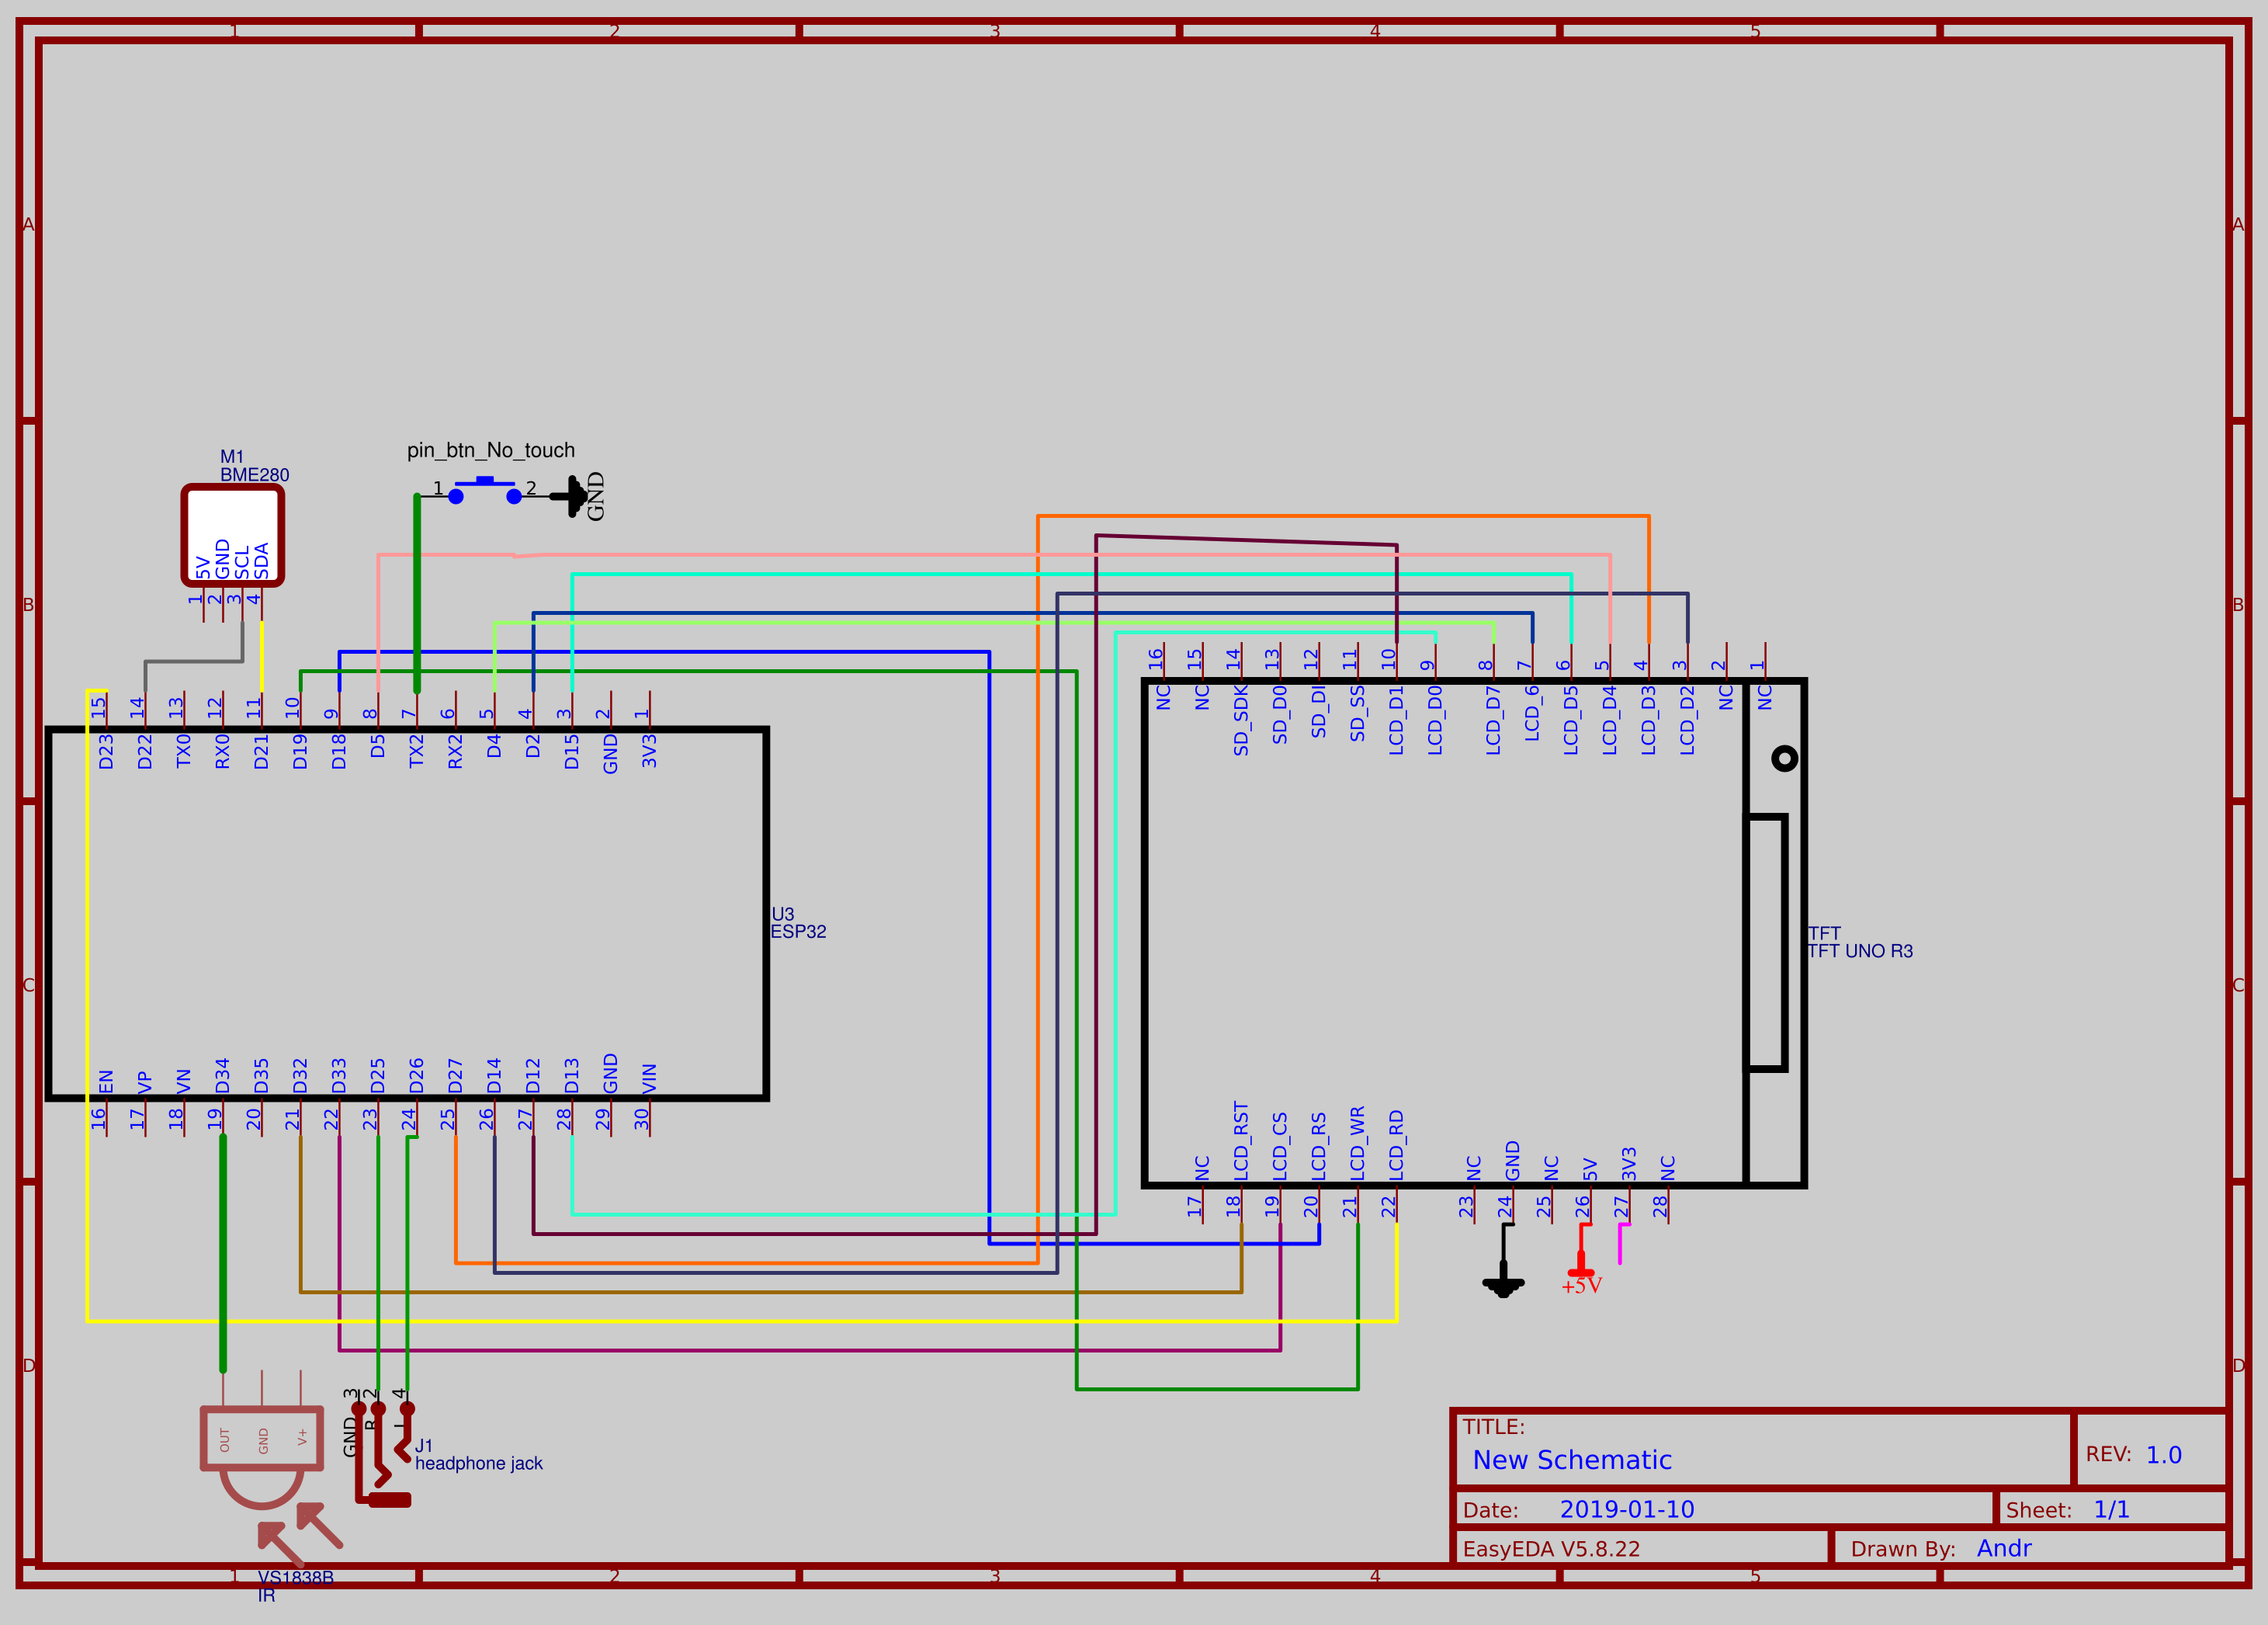 1 2 3 4 5
A A
B B
C C
D D
1 2 3 4 5
pin_btn_No_touch
1 2
GND
M1
BME280
5V GND SCL SDA
1 2 3 4
15 14 13 12 11 10 9 8 7 6 5 4 3 2 1
D23 D22 TX0 RX0 D21 D19 D18 D5 TX2 RX2 D4 D2 D15 GND 3V3
U3
ESP32
EN VP VN D34 D35 D32 D33 D25 D26 D27 D14 D12 D13 GND VIN
16 17 18 19 20 21 22 23 24 25 26 27 28 29 30
16 15 14 13 12 11 10 9 8 7 6 5 4 3 2 1
NC NC SD_SDK SD_D0 SD_DI SD_SS LCD_D1 LCD_D0 LCD_D7 LCD_6 LCD_D5 LCD_D4 LCD_D3 LCD_D2 NC NC
TFT
TFT UNO R3
NC LCD_RST LCD_CS LCD_RS LCD_WR LCD_RD NC GND NC 5V 3V3 NC
17 18 19 20 21 22 23 24 25 26 27 28
+5V
OUT GND V+
VS1838B
IR
3 2 4
GND R L
J1
headphone jack
TITLE:
New Schematic
REV: 1.0
Date: 2019-01-10
Sheet: 1/1
EasyEDA V5.8.22
Drawn By: Andr